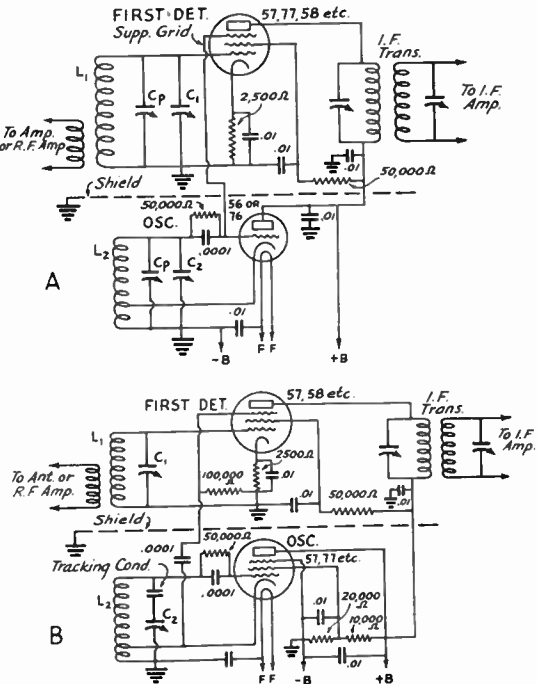 FIRST DET.
Supp. Grid
57,77,58 etc.
I.F.
Trans.
L1
CP
C1
2,500Ω
.01
.01
To I.F.
Amp.
To Amp.
or R.F. Amp
.01
50,000Ω
Shield
50,000Ω
OSC.
56 OR
76
.01
.0001
L2
CP
C2
A
.01
-B
F F
+B
FIRST DET.
57,58 etc.
I.F.
Trans.
L1
C1
2500Ω
.01
100,000
Ω
To I.F
Amp.
To Ant. or
R.F Amp.
.01
50,000Ω
.01
Shield
.0001
50,000Ω
OSC.
57,77 etc.
Tracking Cond.
.0001
L2
C2
.01
20,000
Ω
10,000
Ω
B
.01
F F
-B
+B